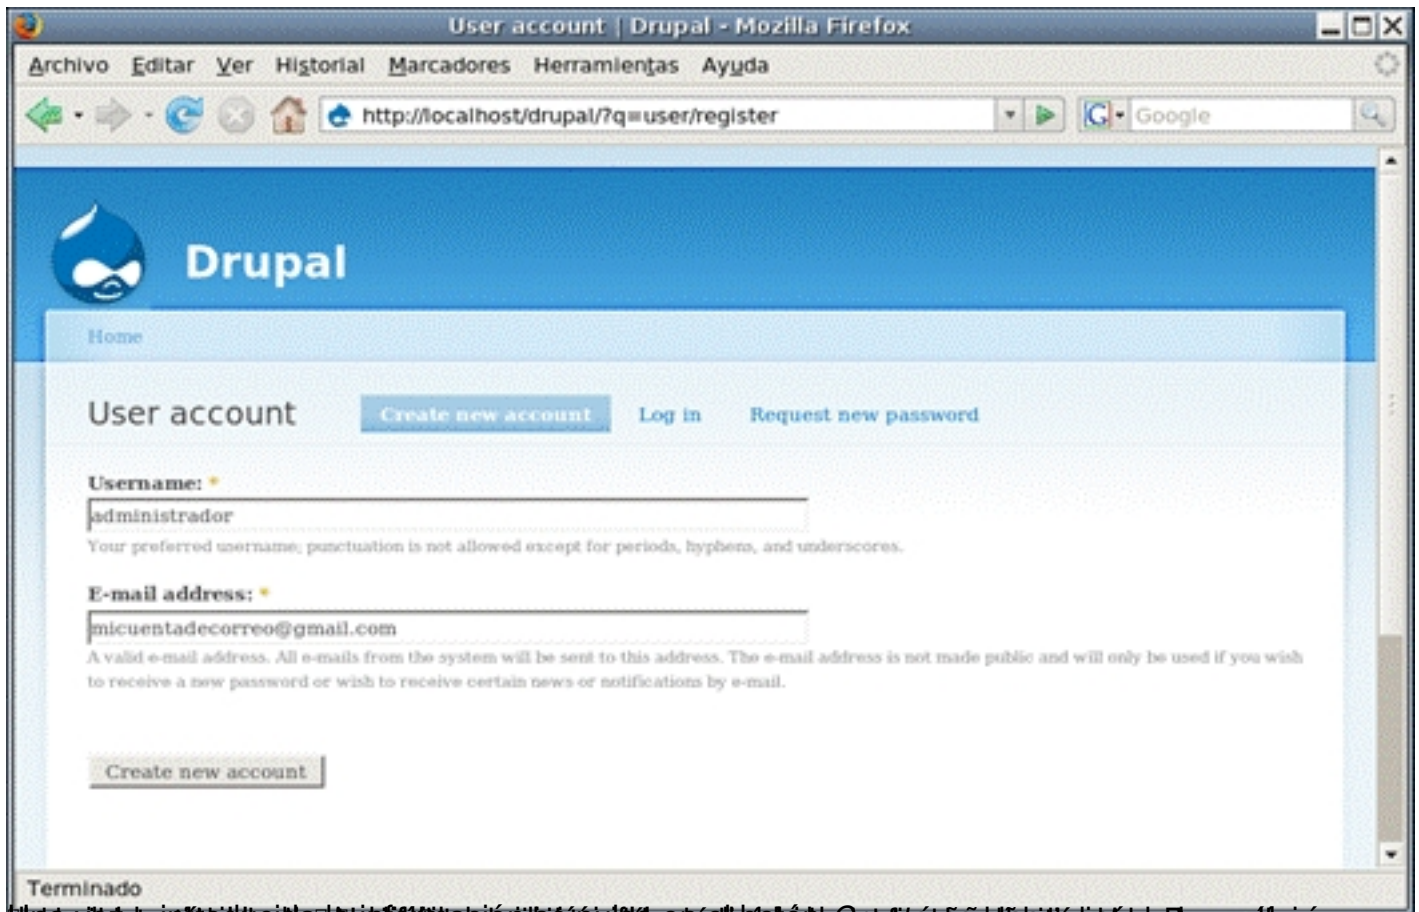 User account | Drupal - Mozilla Firefox
Archivo Editar Ver Historial Marcadores Herramientas Ayuda
http://localhost/drupal/?q=user/register
G Google
Drupal
Home
User account Create new account Log in Request new password
Username: *
administrador
Your preferred username; punctuation is not allowed except for periods, hyphens, and underscores.
E-mail address: *
micuentadecorreo@gmail.com
A valid e-mail address. All e-mails from the system will be sent to this address. The e-mail address is not made public and will only be used if you wish
to receive a new password or wish to receive certain news or notifications by e-mail.
Create new account
Terminado